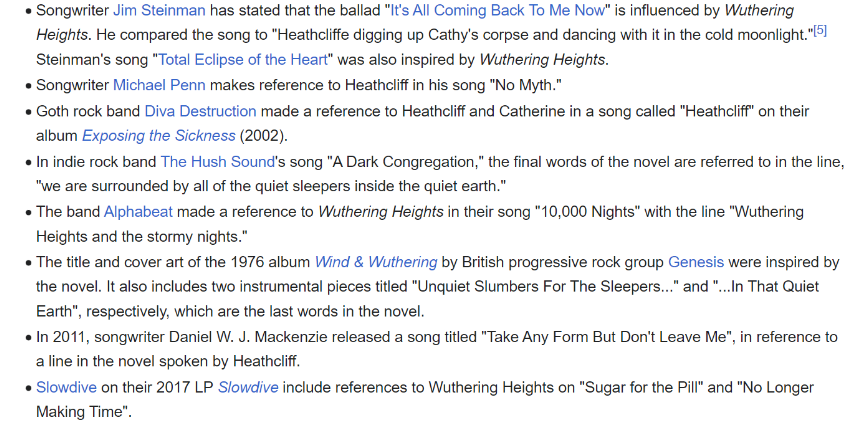 • Songwriter Jim Steinman has stated that the ballad "It's All Coming Back To Me Now" is influenced by Wuthering
Heights. He compared the song to "Heathcliffe digging up Cathy's corpse and dancing with it in the cold moonlight."[5]
Steinman's song "Total Eclipse of the Heart" was also inspired by Wuthering Heights.
• Songwriter Michael Penn makes reference to Heathcliff in his song "No Myth."
• Goth rock band Diva Destruction made a reference to Heathcliff and Catherine in a song called "Heathcliff" on their
album Exposing the Sickness (2002).
• In indie rock band The Hush Sound's song "A Dark Congregation," the final words of the novel are referred to in the line,
"we are surrounded by all of the quiet sleepers inside the quiet earth."
• The band Alphabeat made a reference to Wuthering Heights in their song "10,000 Nights" with the line "Wuthering
Heights and the stormy nights."
• The title and cover art of the 1976 album Wind & Wuthering by British progressive rock group Genesis were inspired by
the novel. It also includes two instrumental pieces titled "Unquiet Slumbers For The Sleepers..." and "...In That Quiet
Earth", respectively, which are the last words in the novel.
• In 2011, songwriter Daniel W. J. Mackenzie released a song titled "Take Any Form But Don't Leave Me", in reference to
a line in the novel spoken by Heathcliff.
• Slowdive on their 2017 LP Slowdive include references to Wuthering Heights on "Sugar for the Pill" and "No Longer
Making Time".